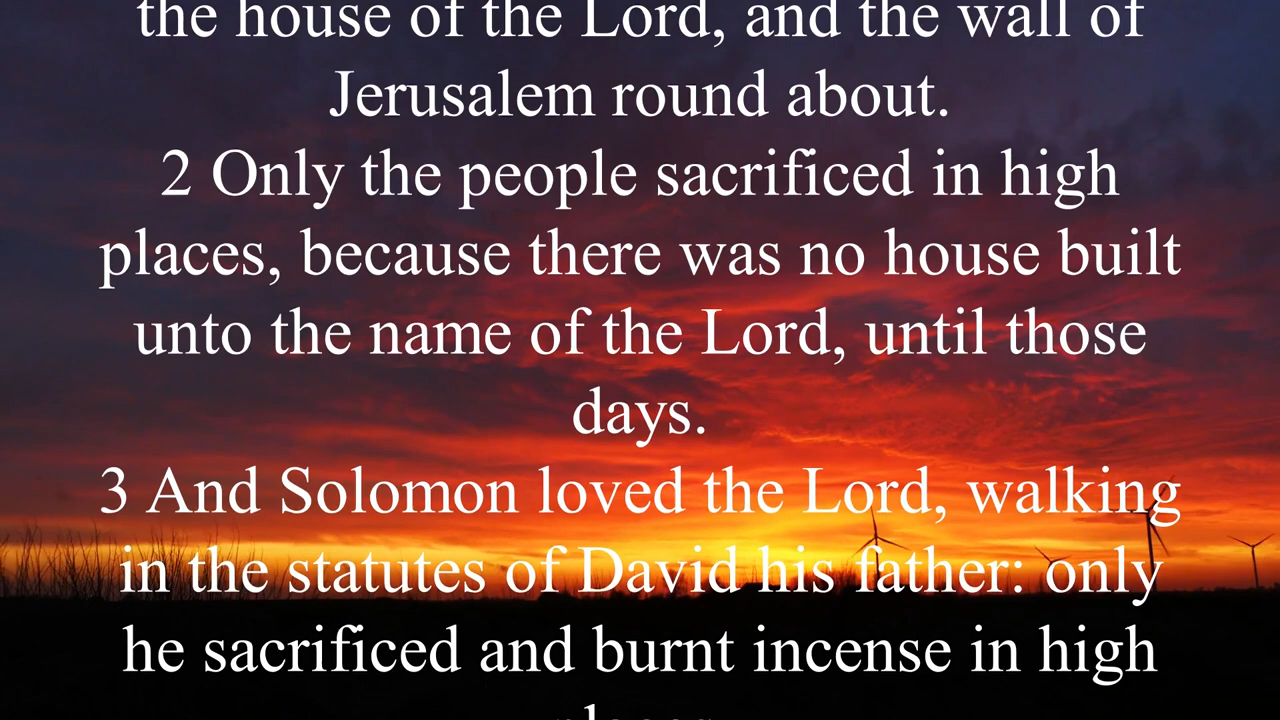 the house of the Lord, and the wall of
Jerusalem round about.
2 Only the people sacrificed in high
places, because there was no house built
unto the name of the Lord, until those
days.
3 And Solomon loved the Lord, walking
in the statutes of David his father: only
he sacrificed and burnt incense in high
places.